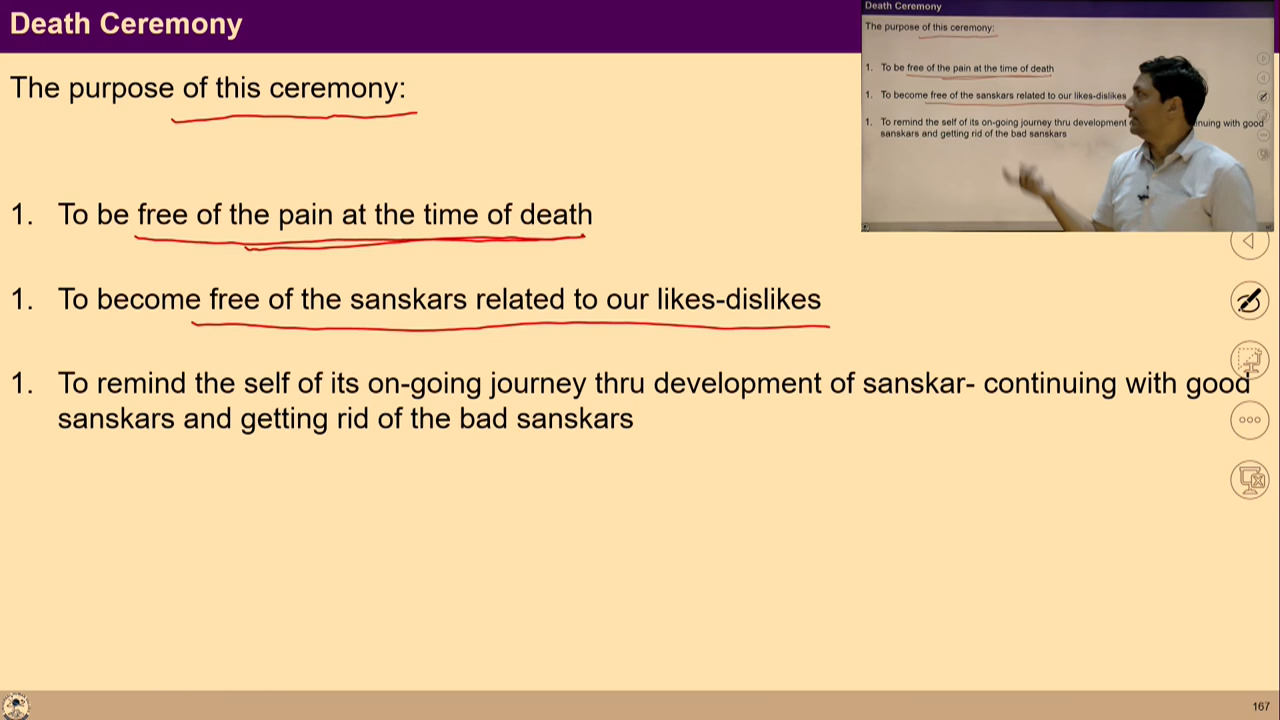 Death Ceremony
The purpose of this ceremony:
1. To be free of the pain at the time of death
1. To become free of the sanskars related to our likes-dislikes
1. To remind the self of its on-going journey thru development of sanskar- continuing with good
sanskars and getting rid of the bad sanskars
Death Ceremony
The purpose of this ceremony:
1. To be free of the pain at the time of death
1. To become free of the sanskars related to our likes-dislikes
1. To remind the self of its on-going journey thru development nuing with good
sanskars and getting rid of the bad sanskars
167